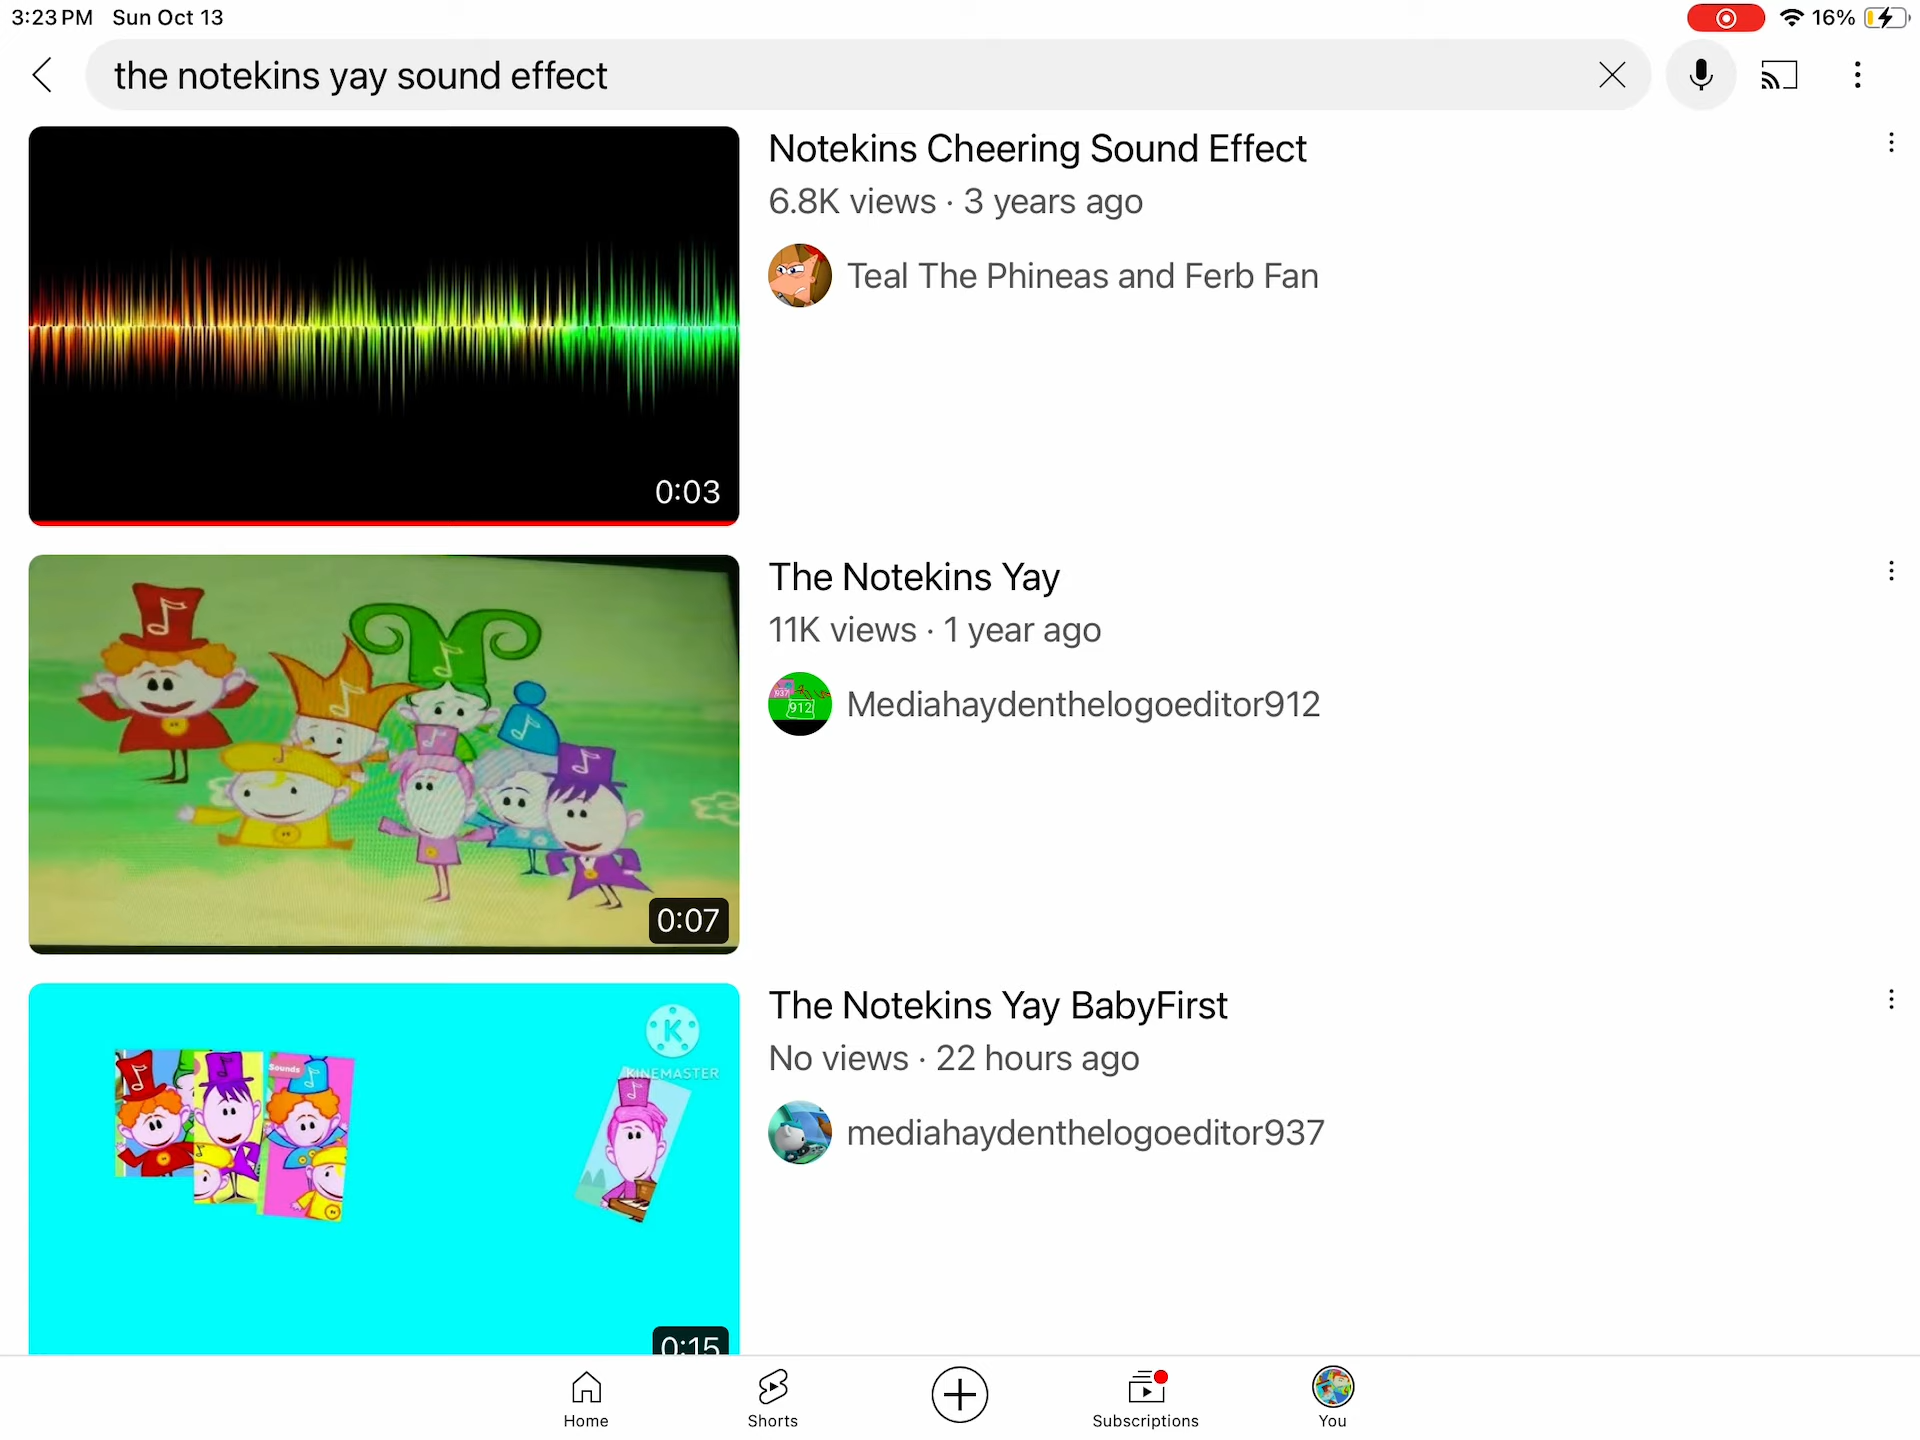 3:23 PM Sun Oct 13
16%
the notekins yay sound effect
Notekins Cheering Sound Effect
6.8K views · 3 years ago
Teal The Phineas and Ferb Fan
0:03
The Notekins Yay
11K views · 1 year ago
937
912
Mediahaydenthelogoeditor912
0:07
The Notekins Yay BabyFirst
No views · 22 hours ago
mediahaydenthelogoeditor937
K
KINEMASTER
Sounds
0:15
Home
Shorts
Subscriptions
You